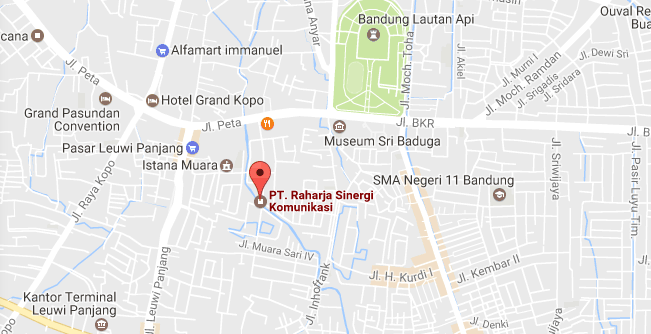 Bandung Lautan Api
Ouval Rese
Bua
cana
Alfamart immanuel
Jl. Peta
na Anyar
Jl. Moch. Toha
Jl. Akiel
Jl. Dewi Sri
Jl. Murni I
Jl. Moch. Ramdan
Jl. Srigadis
Jl. Sridara
Hotel Grand Kopo
Grand Pasundan
Convention
Jl. Peta
Jl. BKR
Museum Sri Baduga
Pasar Leuwi Panjang
Istana Muara
Jl. Raya Kopo
PT. Raharja Sinergi
Komunikasi
SMA Negeri 11 Bandung
Jl. Sriwijaya
Jl. Pasir Luyu Tim.
Jl. Muara Sari IV
Jl. Leuwi Panjang
Jl. H. Kurdi I
Jl. Kembar II
Jl. Inhoftank
Kantor Terminal
Leuwi Panjang
Jl. Denki